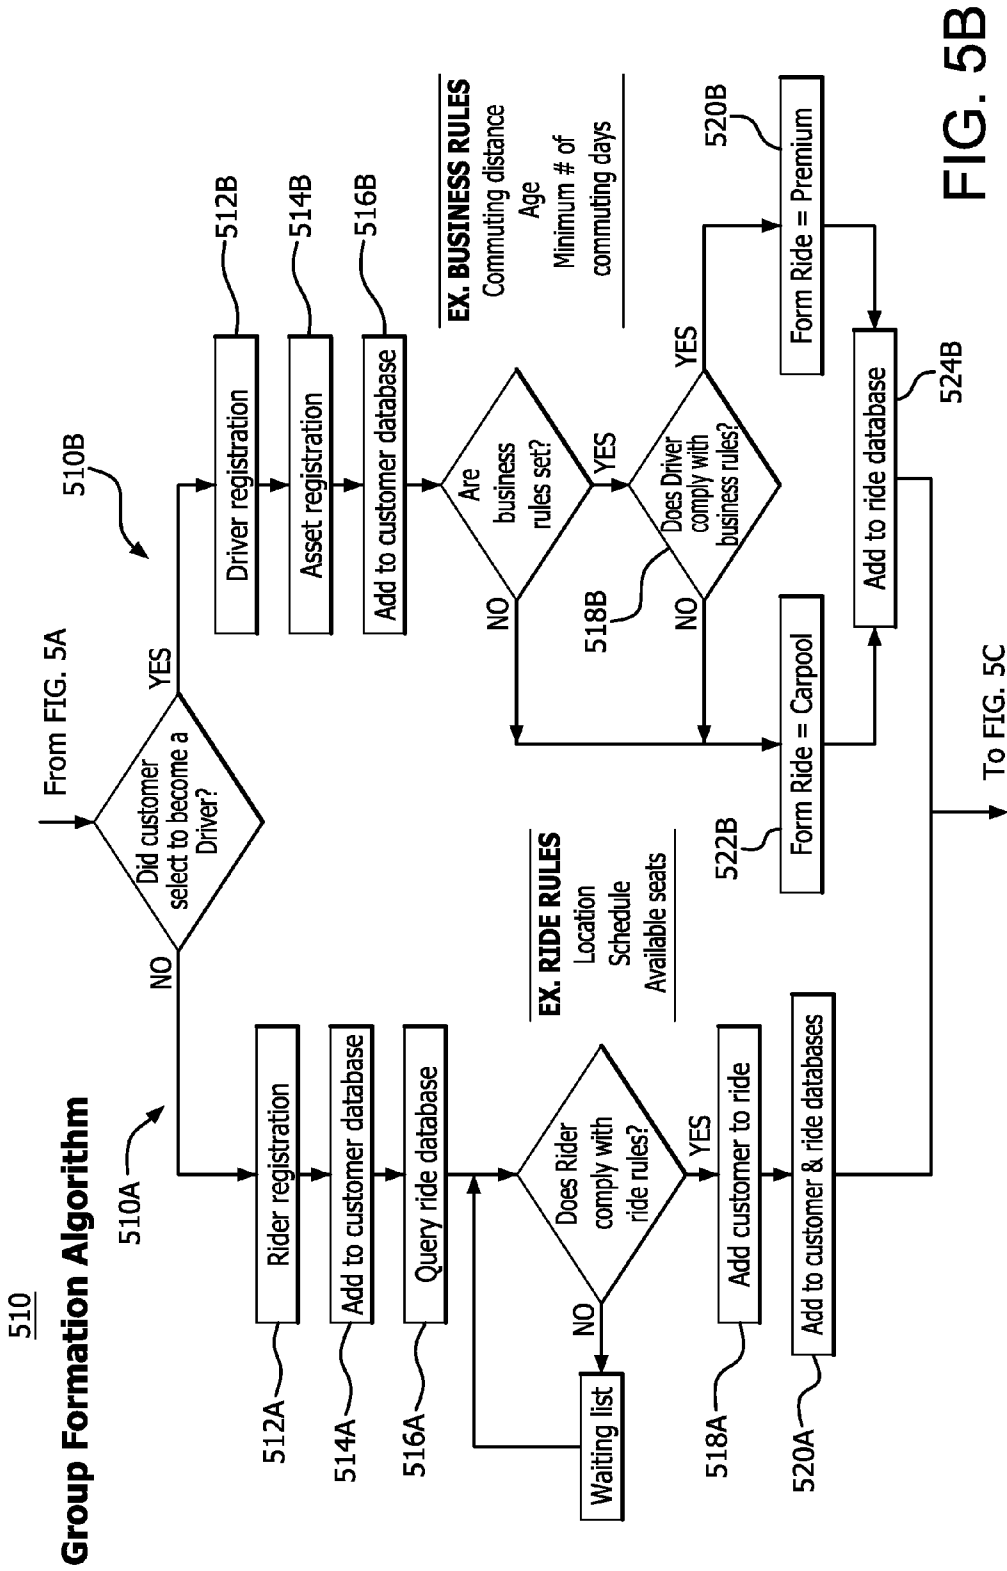 510
Group Formation Algorithm
From FIG. 5A
Did customer
select to become a
Driver?
NO
YES
510A
510B
Rider registration
512A
Add to customer database
514A
Query ride database
516A
Does Rider
comply with
ride rules?
NO
YES
Waiting list
EX. RIDE RULES
Location
Schedule
Available seats
Add customer to ride
518A
Add to customer & ride databases
520A
Driver registration
512B
Asset registration
514B
Add to customer database
516B
Are
business
rules set?
NO
YES
EX. BUSINESS RULES
Commuting distance
Age
Minimum # of
commuting days
Does Driver
comply with
business rules?
518B
NO
YES
Form Ride = Carpool
522B
Form Ride = Premium
520B
Add to ride database
524B
To FIG. 5C
FIG. 5B